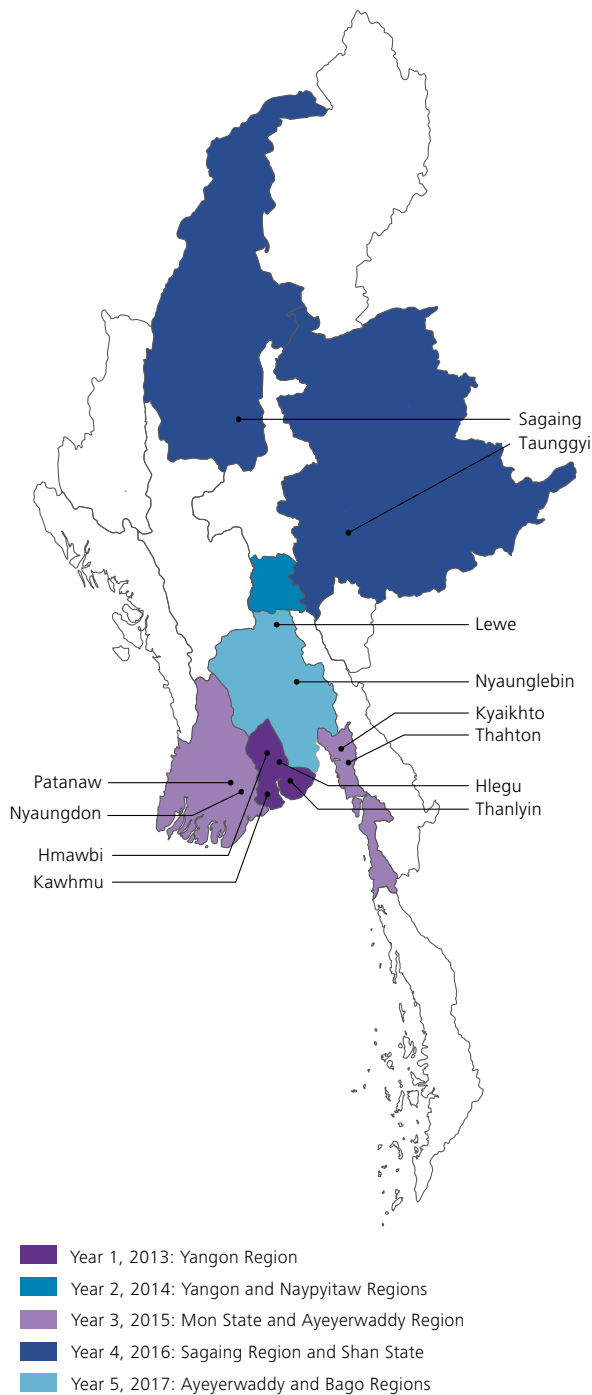 Sagaing
Taunggyi
Lewe
Nyaunglebin
Kyaikhto
Thahton
Patanaw
Hlegu
Nyaungdon
Thanlyin
Hmawbi
Kawhmu
Year 1, 2013: Yangon Region
Year 2, 2014: Yangon and Naypyitaw Regions
Year 3, 2015: Mon State and Ayeyerwaddy Region
Year 4, 2016: Sagaing Region and Shan State
Year 5, 2017: Ayeyerwaddy and Bago Regions